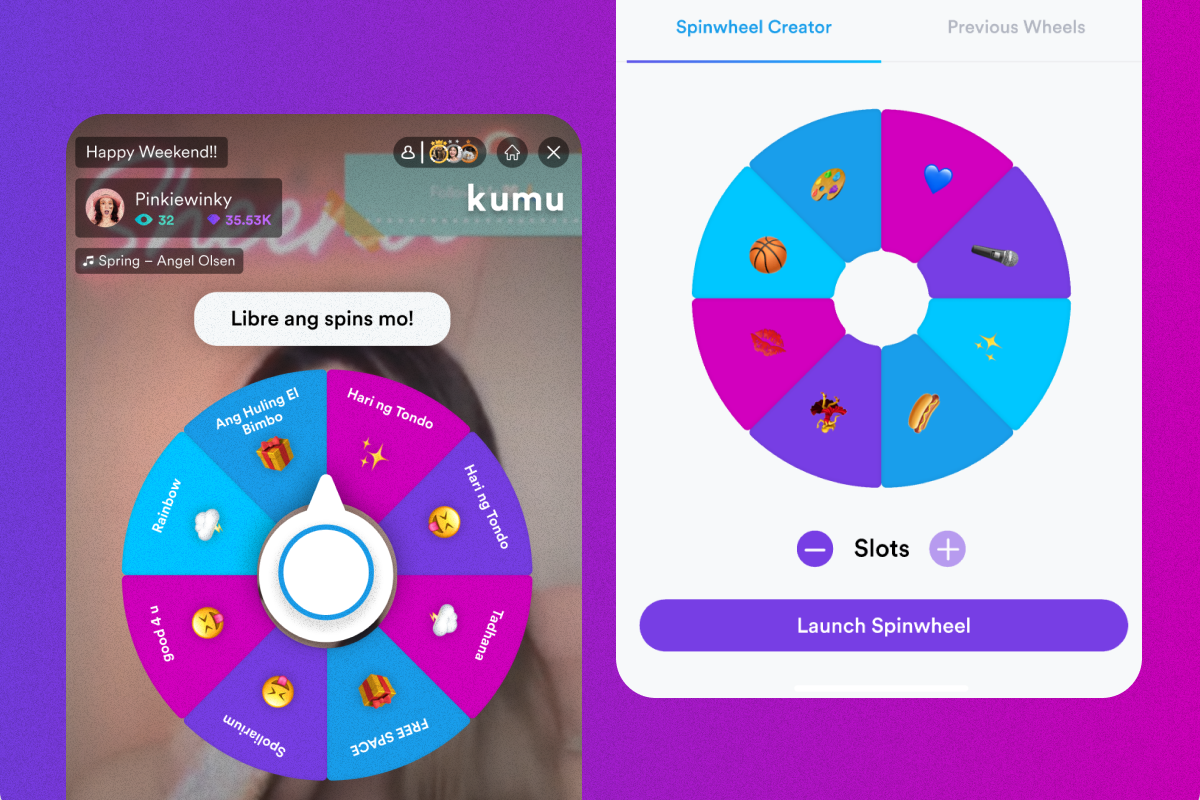 Happy Weekend!!
Pinkiewinky
32
35.53K
Spring – Angel Olsen
kumu
Libre ang spins mo!
Ang Huling El
Bimbo
Hari ng Tondo
Hari ng Tondo
Tadhana
FREE SPACE
Spoliarium
good 4 u
Rainbow
Spinwheel Creator
Previous Wheels
Slots
Launch Spinwheel